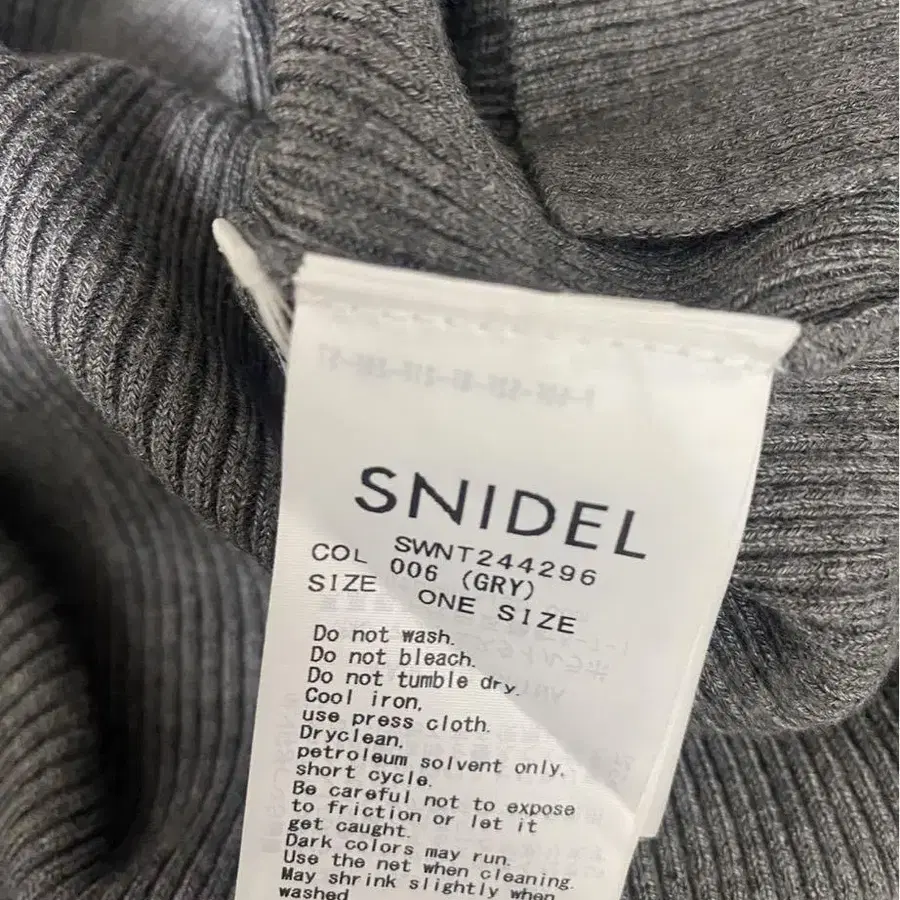 SNIDEL
SWNT244296
COL 006 (GRY)
SIZE ONE SIZE
Do not wash.
Do not bleach.
Do not tumble dry.
Cool iron,
use press cloth.
Dryclean,
petroleum solvent only,
short cycle.
Be careful not to expose
to friction or let it
get caught.
Dark colors may run.
Use the net when cleaning.
May shrink slightly when
washed